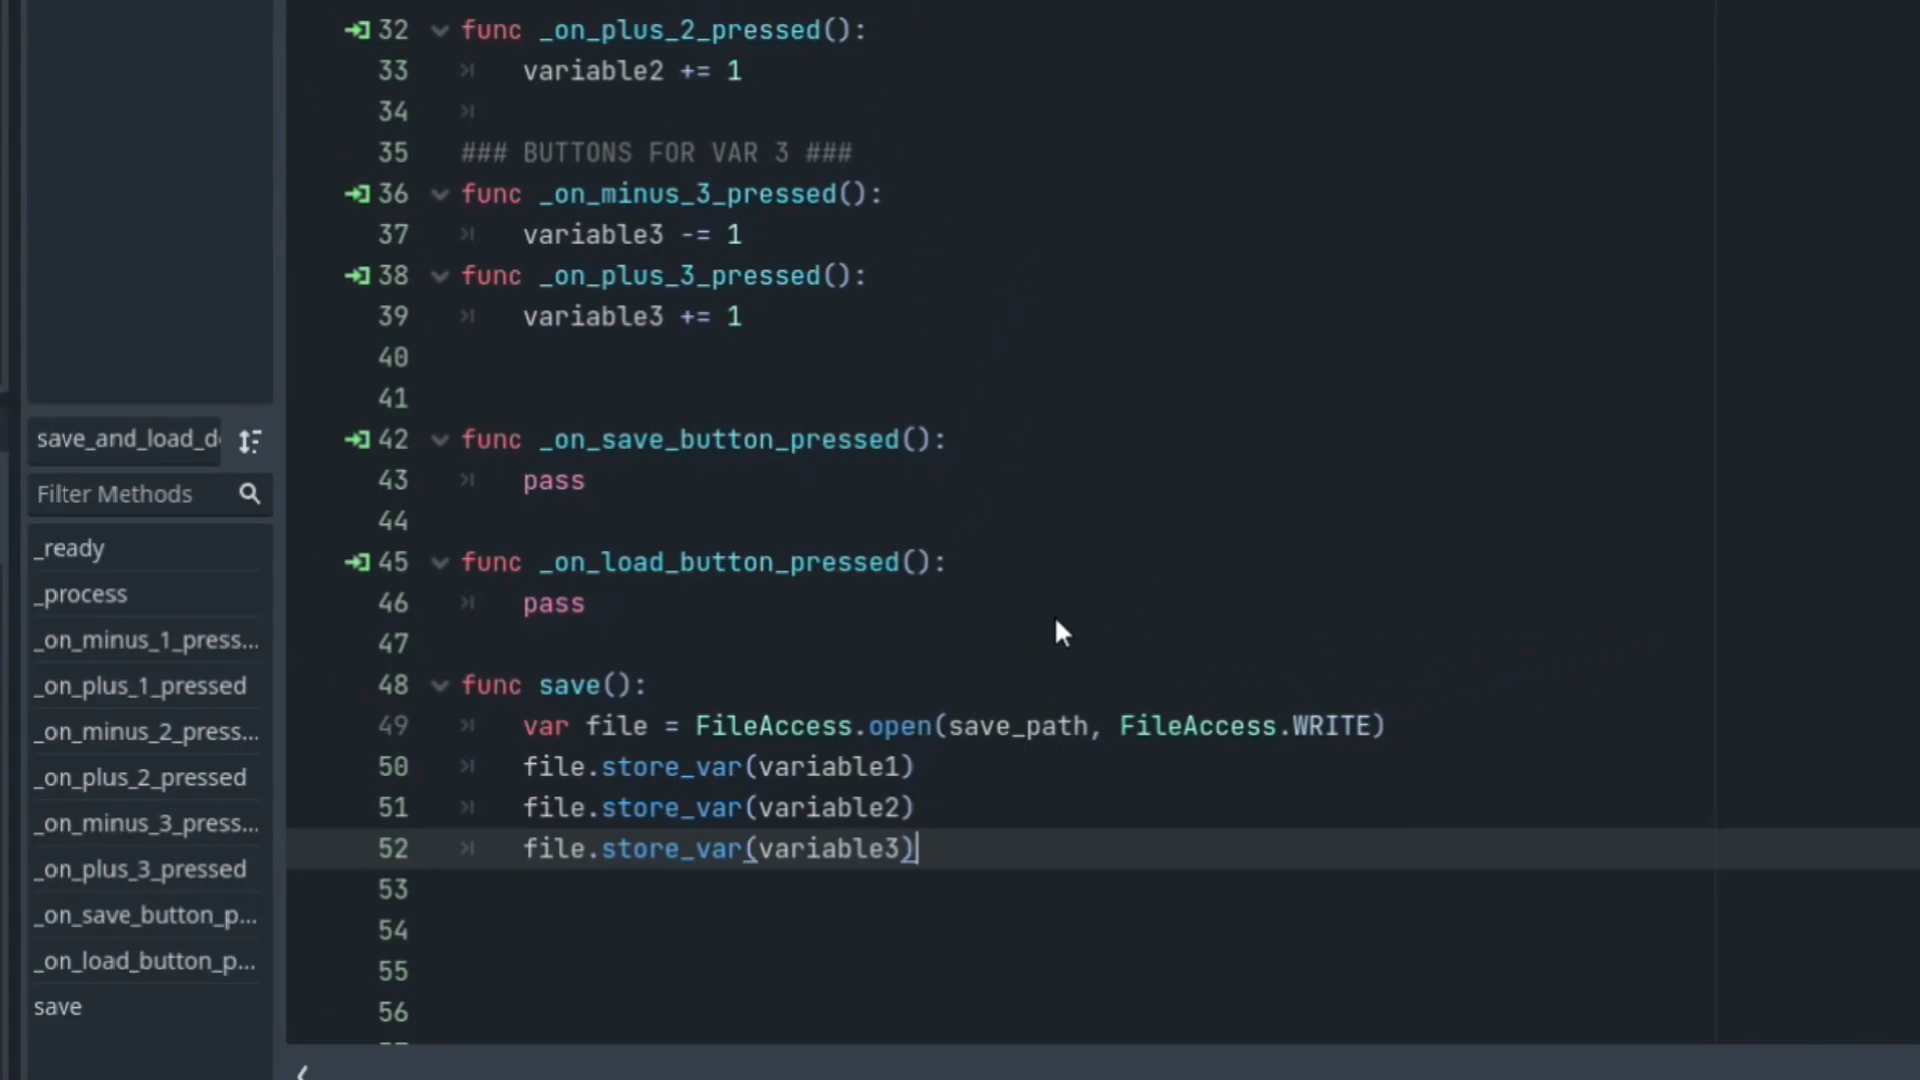 32 func _on_plus_2_pressed():
33 variable2 += 1
34
35 ### BUTTONS FOR VAR 3 ###
36 func _on_minus_3_pressed():
37 variable3 -= 1
38 func _on_plus_3_pressed():
39 variable3 += 1
40
41
42 func _on_save_button_pressed():
43 pass
44
45 func _on_load_button_pressed():
46 pass
47
48 func save():
49 var file = FileAccess.open(save_path, FileAccess.WRITE)
50 file.store_var(variable1)
51 file.store_var(variable2)
52 file.store_var(variable3)
53
54
55
56
save_and_load_d
Filter Methods
_ready
_process
_on_minus_1_press...
_on_plus_1_pressed
_on_minus_2_press...
_on_plus_2_pressed
_on_minus_3_press...
_on_plus_3_pressed
_on_save_button_p...
_on_load_button_p...
save